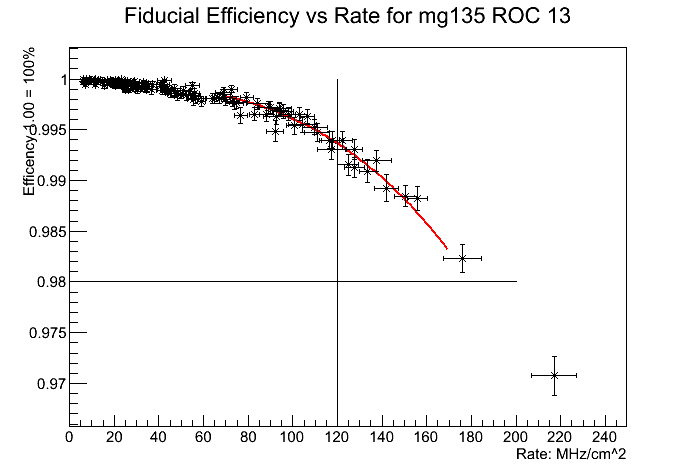 Fiducial Efficiency vs Rate for mg135 ROC 13
Efficency 1.00 = 100%
1
0.995
0.99
0.985
0.98
0.975
0.97
0 20 40 60 80 100 120 140 160 180 200 220 240
Rate: MHz/cm^2